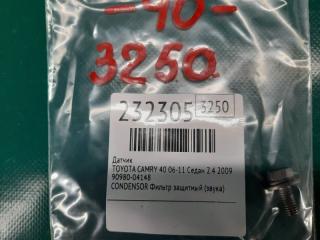 -40-
3250
232305 3250
Датчик
TOYOTA CAMRY 40 06-11 Седан 2.4 2009
90980-04148
CONDENSOR Фильтр защитный (звука)